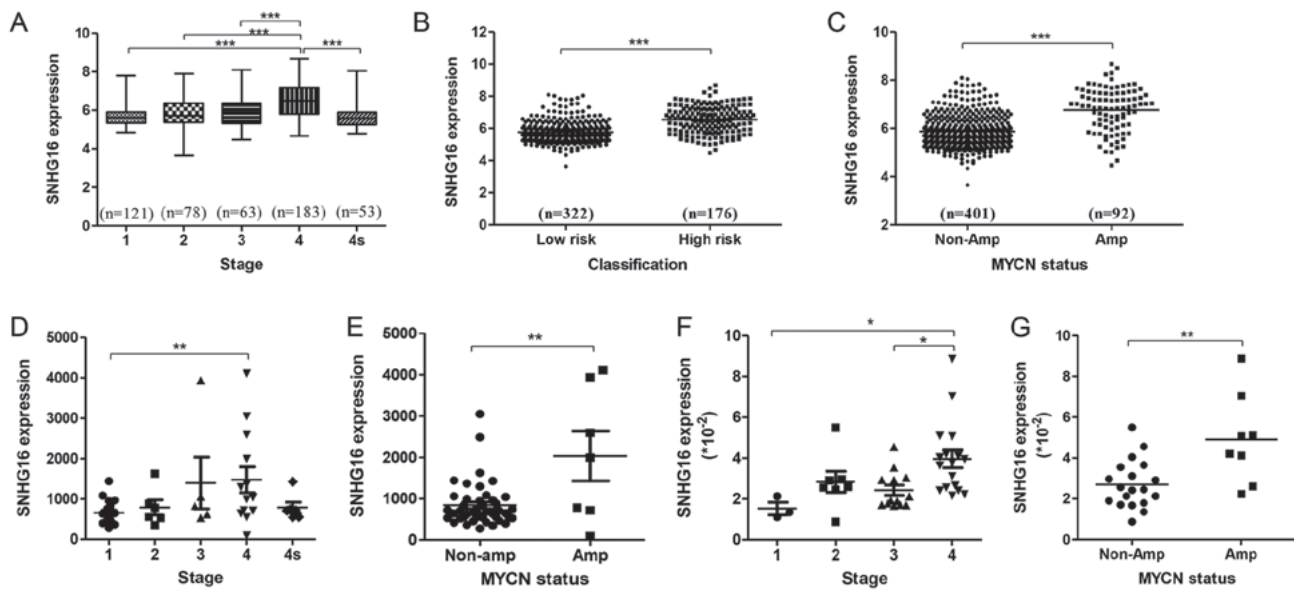 A
SNHG16 expression
10
8
6
4
2
0
***
***
***
***
(n=121) (n=78) (n=63) (n=183) (n=53)
1 2 3 4 4s
Stage
B
SNHG16 expression
12
10
8
6
4
2
0
***
(n=322) (n=176)
Low risk High risk
Classification
C
SNHG16 expression
10
8
6
4
2
***
(n=401) (n=92)
Non-Amp Amp
MYCN status
D
SNHG16 expression
5000
4000
3000
2000
1000
0
**
1 2 3 4 4s
Stage
E
SNHG16 expression
5000
4000
3000
2000
1000
0
**
Non-amp Amp
MYCN status
F
SNHG16 expression
(*10-2)
10
8
6
4
2
0
*
*
1 2 3 4
Stage
G
SNHG16 expression
(*10-2)
10
8
6
4
2
0
**
Non-Amp Amp
MYCN status